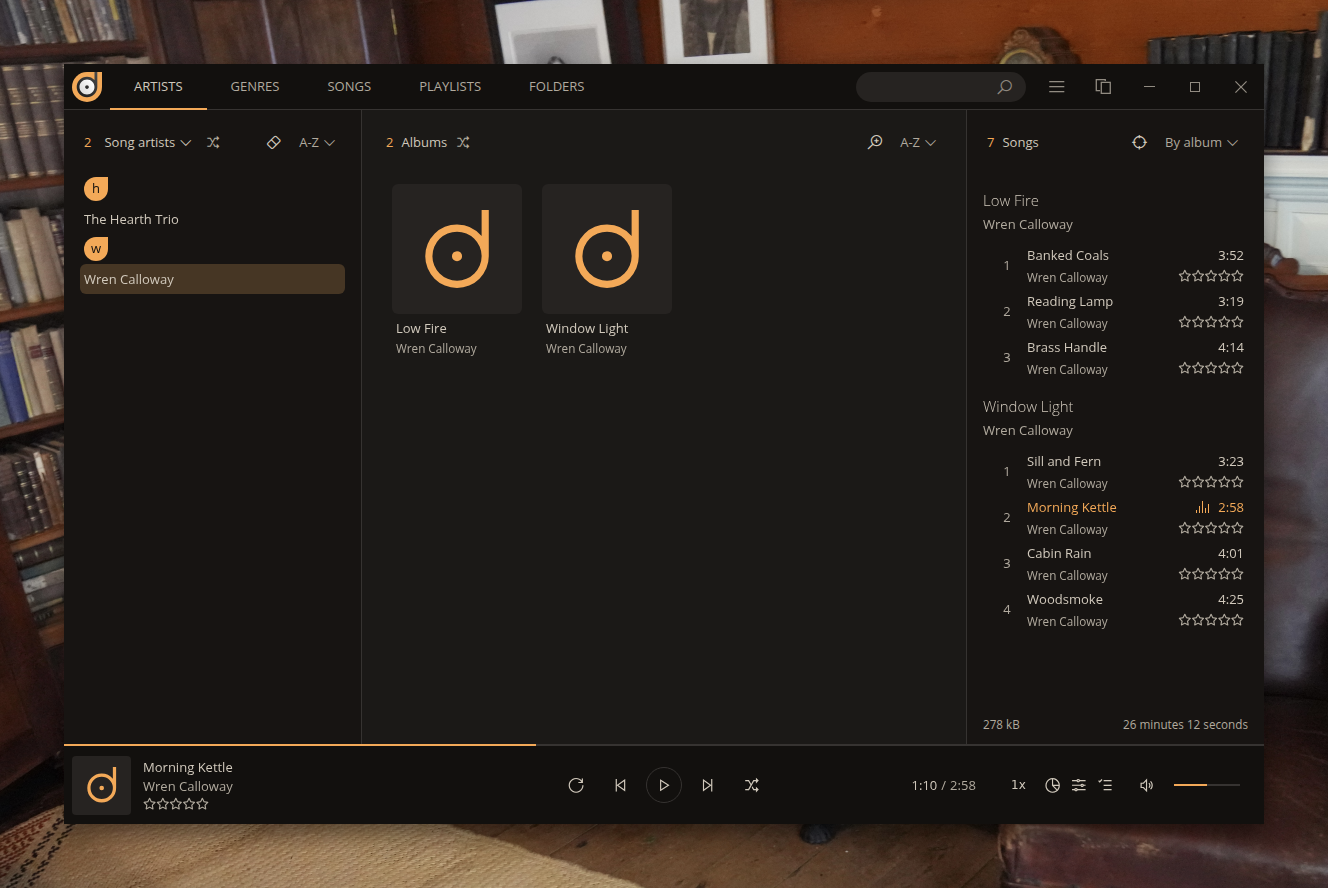 ARTISTS GENRES SONGS PLAYLISTS FOLDERS
2 Song artists A-Z
h
The Hearth Trio
w
Wren Calloway
2 Albums A-Z
Low Fire
Wren Calloway
Window Light
Wren Calloway
7 Songs By album
Low Fire
Wren Calloway
1 Banked Coals 3:52
Wren Calloway
2 Reading Lamp 3:19
Wren Calloway
3 Brass Handle 4:14
Wren Calloway
Window Light
Wren Calloway
1 Sill and Fern 3:23
Wren Calloway
2 Morning Kettle 2:58
Wren Calloway
3 Cabin Rain 4:01
Wren Calloway
4 Woodsmoke 4:25
Wren Calloway
278 kB 26 minutes 12 seconds
Morning Kettle
Wren Calloway
1:10 / 2:58 1x